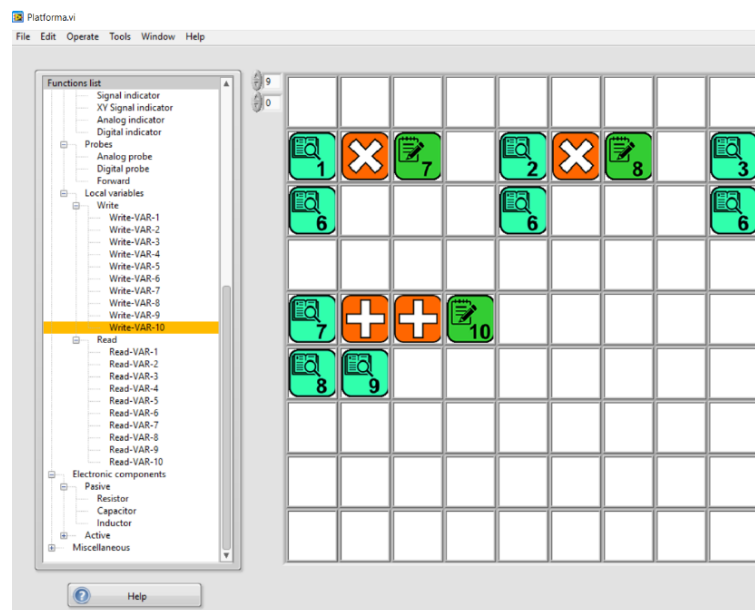 Platforma.vi
File Edit Operate Tools Window Help
Functions list
Signal indicator
XY Signal indicator
Analog indicator
Digital indicator
Probes
Analog probe
Digital probe
Forward
Local variables
Write
Write-VAR-1
Write-VAR-2
Write-VAR-3
Write-VAR-4
Write-VAR-5
Write-VAR-6
Write-VAR-7
Write-VAR-8
Write-VAR-9
Write-VAR-10
Read
Read-VAR-1
Read-VAR-2
Read-VAR-3
Read-VAR-4
Read-VAR-5
Read-VAR-6
Read-VAR-7
Read-VAR-8
Read-VAR-9
Read-VAR-10
Electronic components
Pasive
Resistor
Capacitor
Inductor
Active
Miscellaneous
Help
9
0
1 7 2 8 3
6 6 6
7 10
8 9